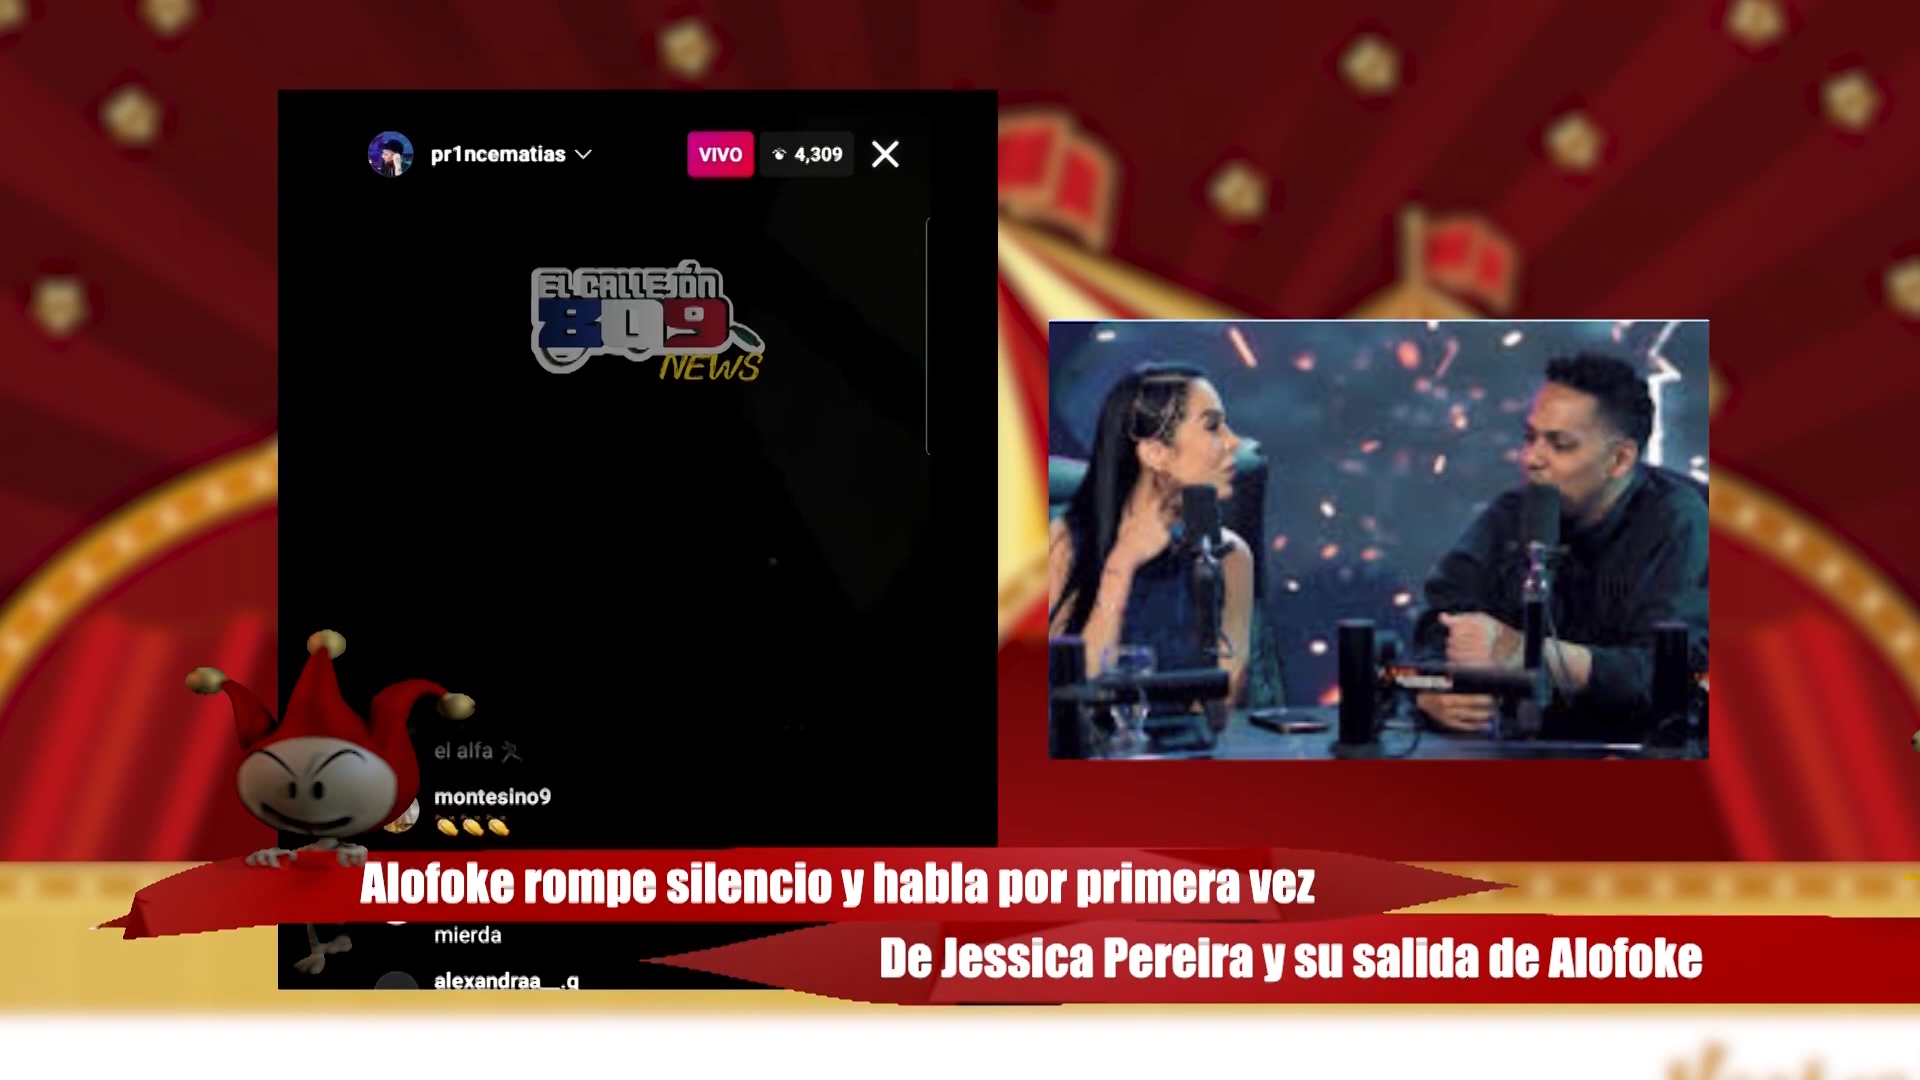 pr1ncematias
VIVO
4,309
EL CALLEJÓN
809
NEWS
el alfa
montesino9
Alofoke rompe silencio y habla por primera vez
mierda
De Jessica Pereira y su salida de Alofoke
alexandraa__.g